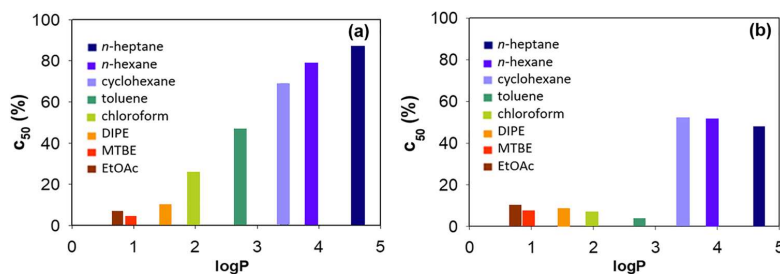 (a)
100
80
60
40
20
0
c50 (%)
n-heptane
n-hexane
cyclohexane
toluene
chloroform
DIPE
MTBE
EtOAc
0 1 2 3 4 5
logP
(b)
100
80
60
40
20
0
c50 (%)
n-heptane
n-hexane
cyclohexane
toluene
chloroform
DIPE
MTBE
EtOAc
0 1 2 3 4 5
logP